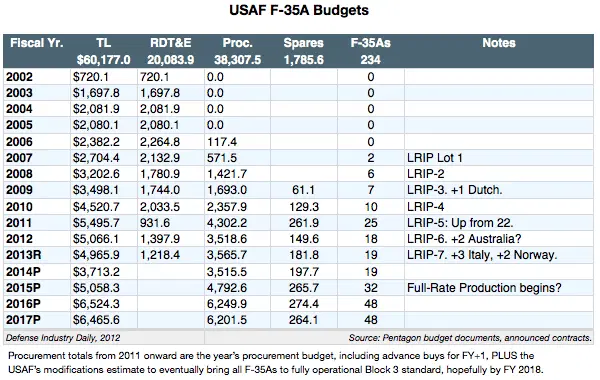 USAF F-35A Budgets
Fiscal Yr. TL RDT&E Proc. Spares F-35As Notes
$60,177.0 20,083.9 38,307.5 1,785.6 234
2002 $720.1 720.1 0.0 0
2003 $1,697.8 1,697.8 0.0 0
2004 $2,081.9 2,081.9 0.0 0
2005 $2,080.1 2,080.1 0.0 0
2006 $2,382.2 2,264.8 117.4 0
2007 $2,704.4 2,132.9 571.5 2 LRIP Lot 1
2008 $3,202.6 1,780.9 1,421.7 6 LRIP-2
2009 $3,498.1 1,744.0 1,693.0 61.1 7 LRIP-3. +1 Dutch.
2010 $4,520.7 2,033.5 2,357.9 129.3 10 LRIP-4
2011 $5,495.7 931.6 4,302.2 261.9 25 LRIP-5: Up from 22.
2012 $5,066.1 1,397.9 3,518.6 149.6 18 LRIP-6. +2 Australia?
2013R $4,965.9 1,218.4 3,565.7 181.8 19 LRIP-7. +3 Italy, +2 Norway.
2014P $3,713.2 3,515.5 197.7 19
2015P $5,058.3 4,792.6 265.7 32 Full-Rate Production begins?
2016P $6,524.3 6,249.9 274.4 48
2017P $6,465.6 6,201.5 264.1 48
Defense Industry Daily, 2012 Source: Pentagon budget documents, announced contracts.
Procurement totals from 2011 onward are the year's procurement budget, including advance buys for FY+1, PLUS the
USAF's modifications estimate to eventually bring all F-35As to fully operational Block 3 standard, hopefully by FY 2018.